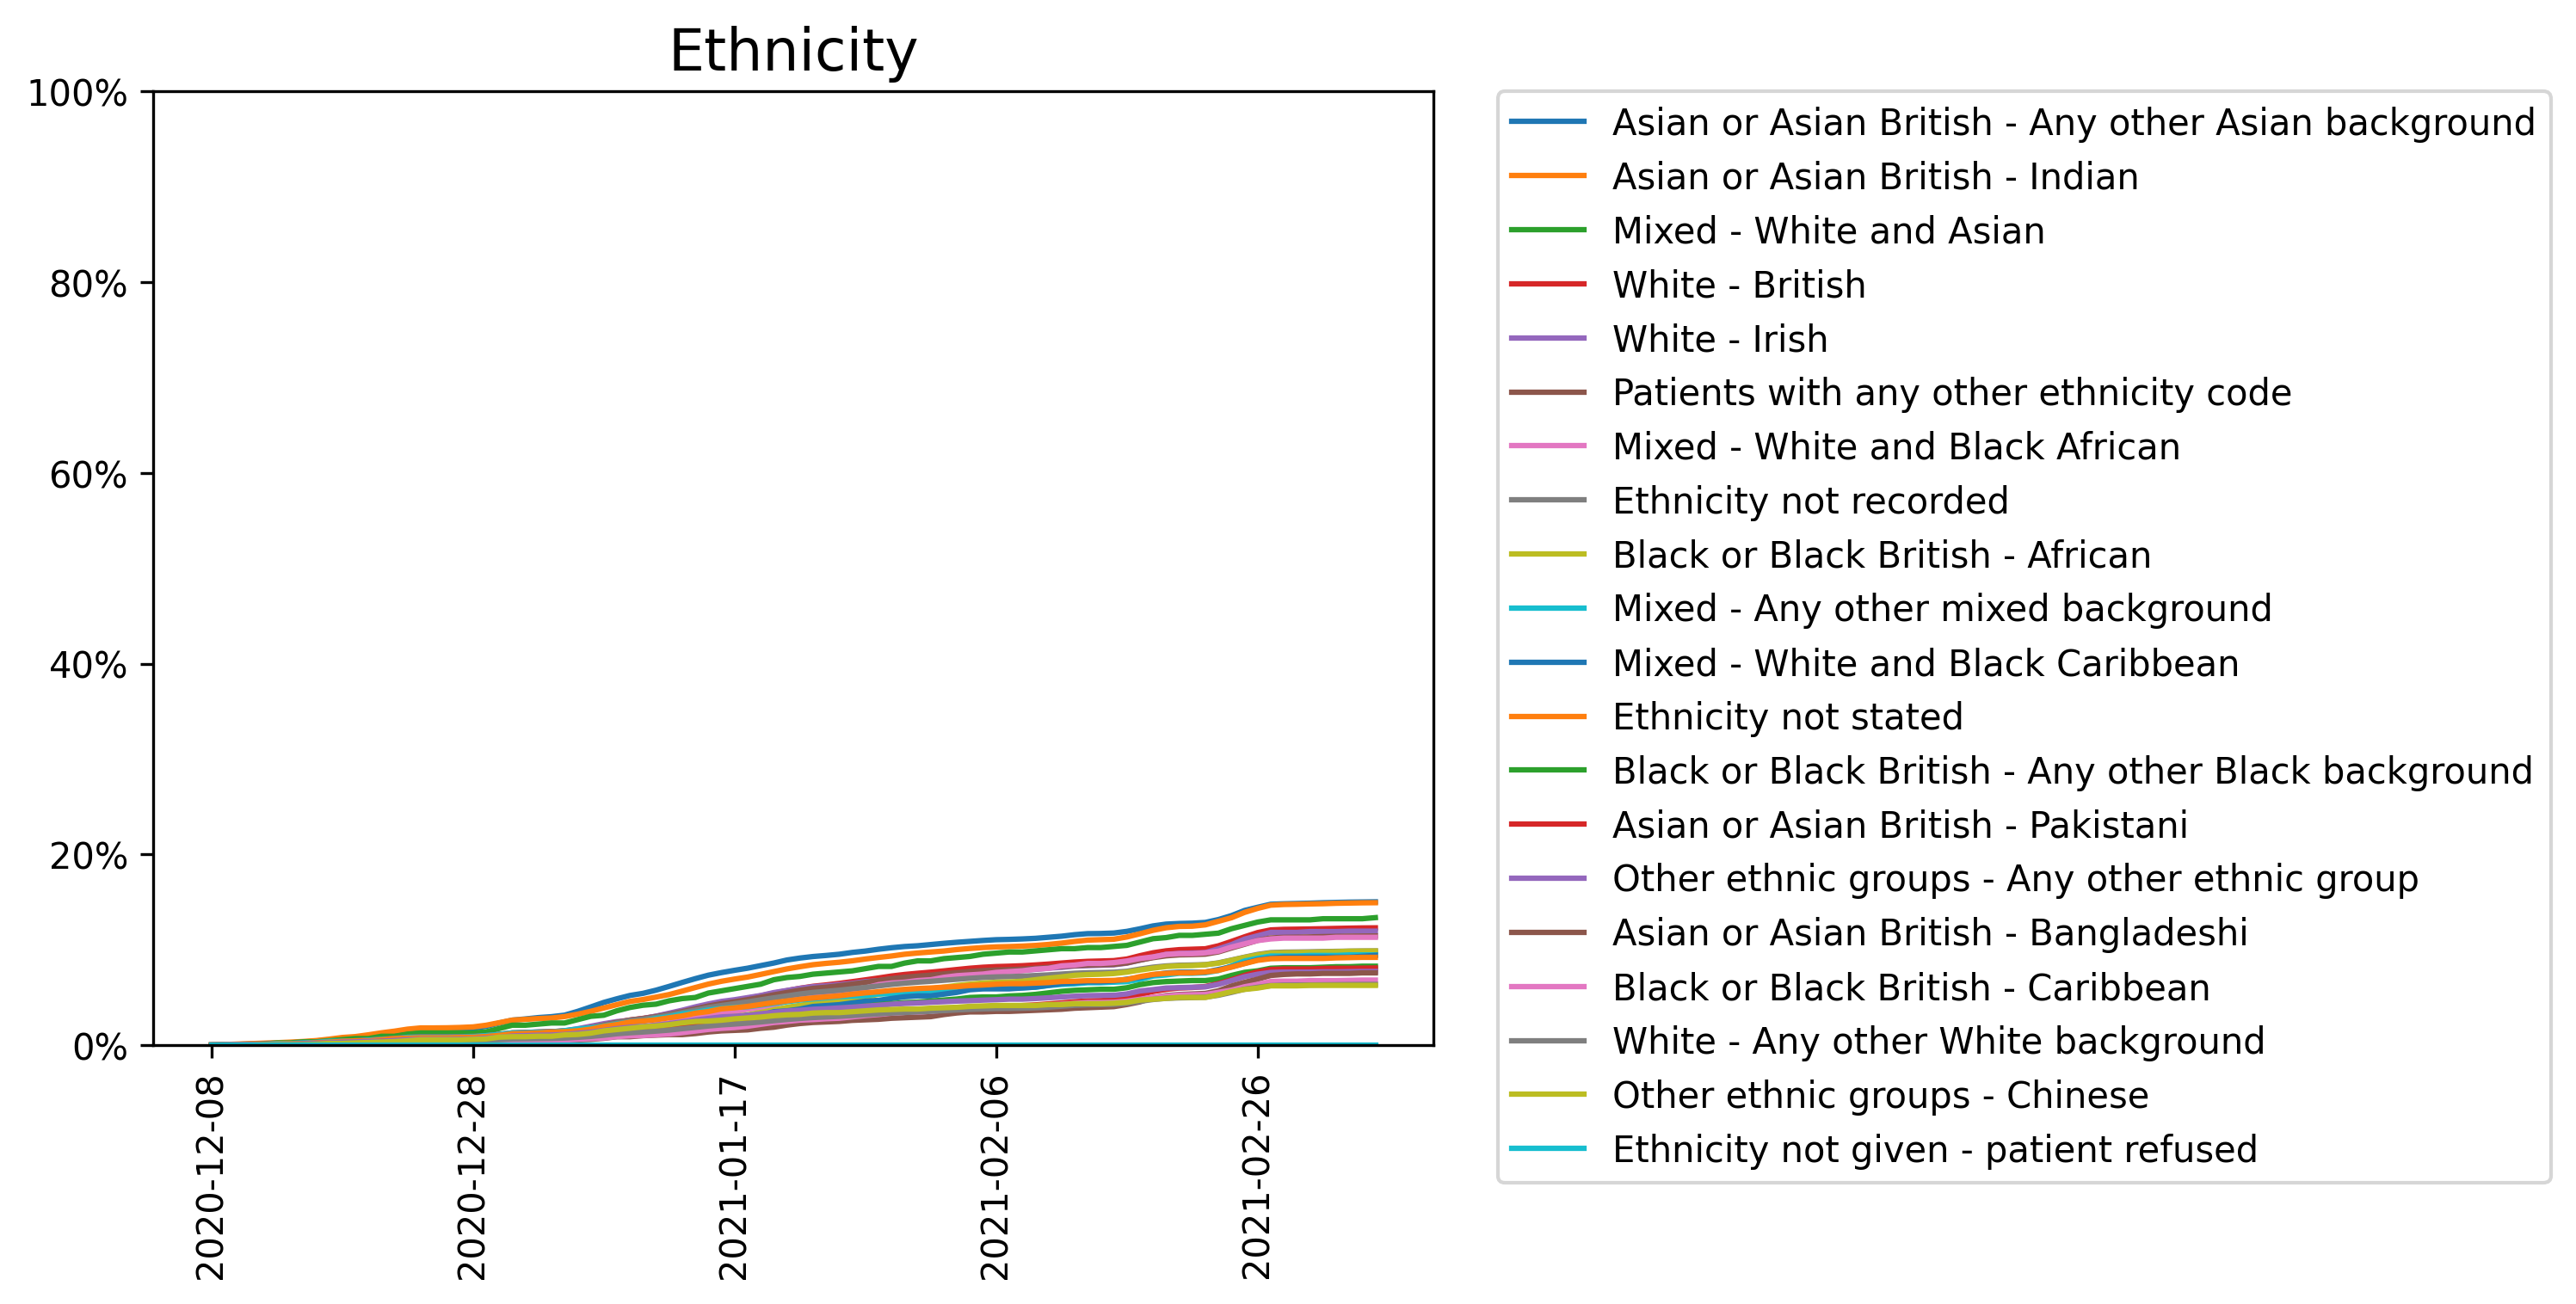 Ethnicity
100%
80%
60%
40%
20%
0%
2020-12-08
2020-12-28
2021-01-17
2021-02-06
2021-02-26
Asian or Asian British - Any other Asian background
Asian or Asian British - Indian
Mixed - White and Asian
White - British
White - Irish
Patients with any other ethnicity code
Mixed - White and Black African
Ethnicity not recorded
Black or Black British - African
Mixed - Any other mixed background
Mixed - White and Black Caribbean
Ethnicity not stated
Black or Black British - Any other Black background
Asian or Asian British - Pakistani
Other ethnic groups - Any other ethnic group
Asian or Asian British - Bangladeshi
Black or Black British - Caribbean
White - Any other White background
Other ethnic groups - Chinese
Ethnicity not given - patient refused